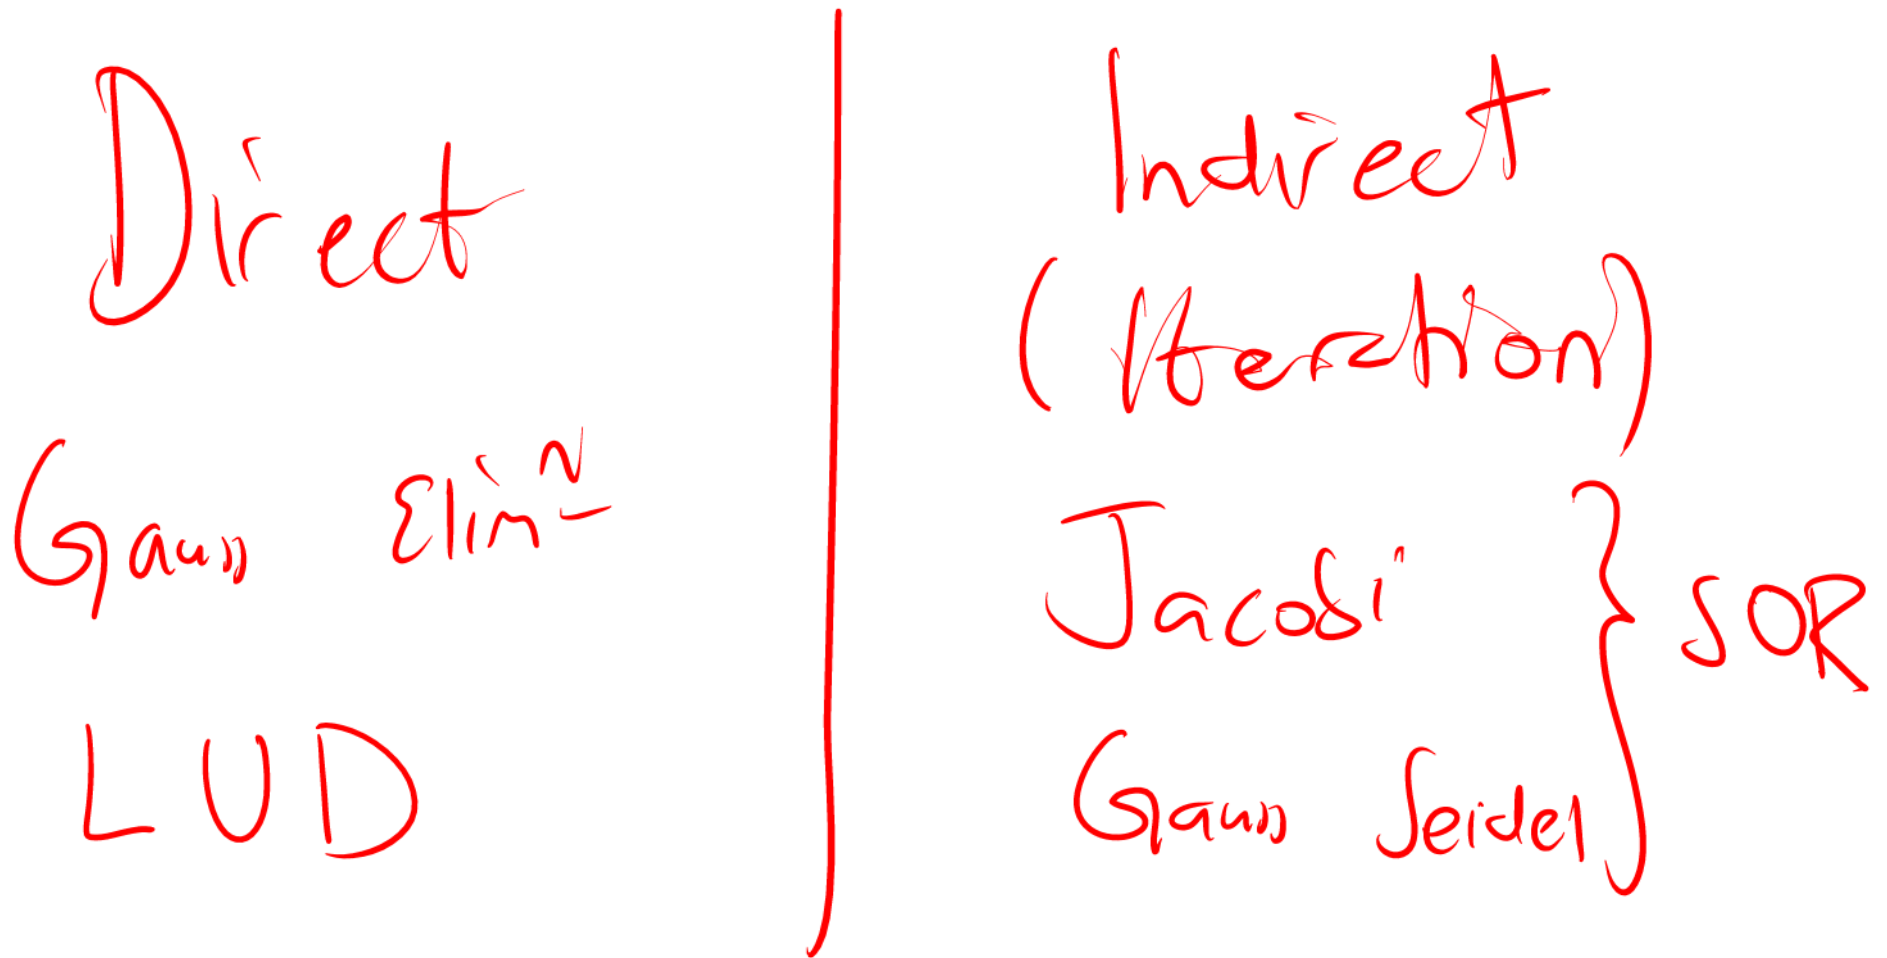 Direct
Gauss Elimⁿ
LUD
Indirect
(Iteration)
Jacobi
Gauss Seidel
SOR